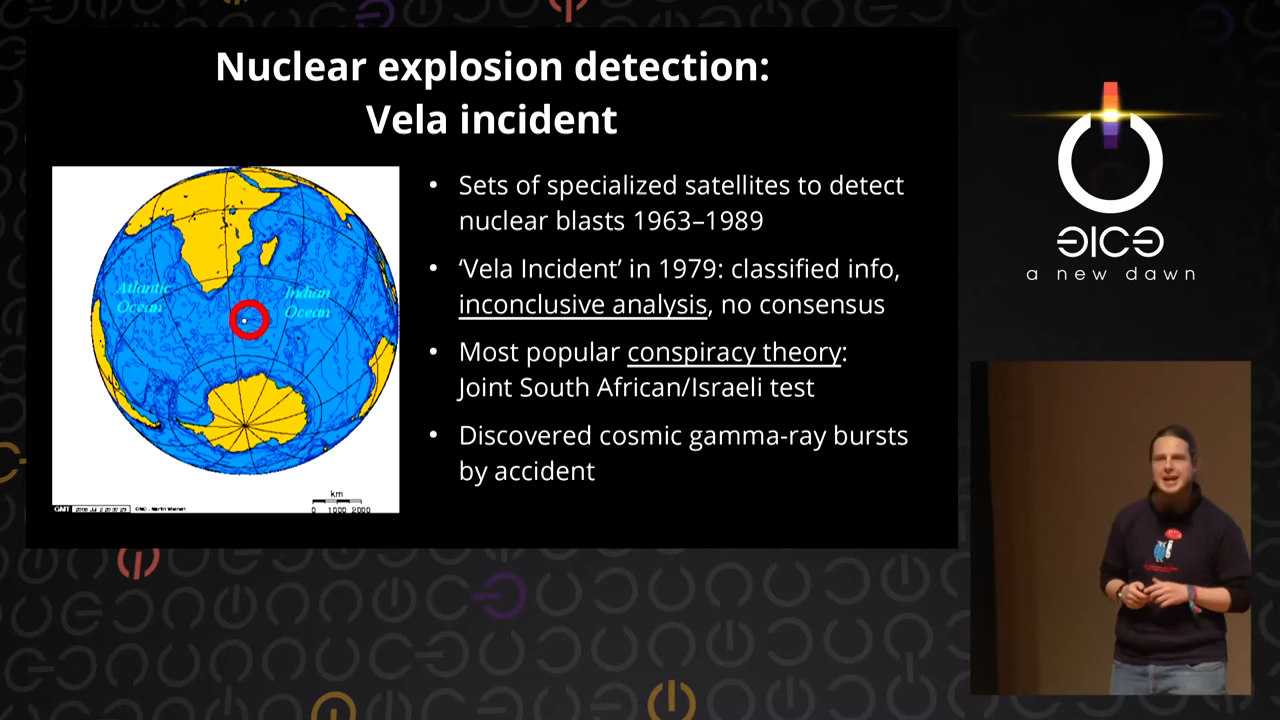 Nuclear explosion detection:
Vela incident
Atlantic
Ocean
Indian
Ocean
km
0 1000 2000
GMT
• Sets of specialized satellites to detect
nuclear blasts 1963–1989
• ‘Vela Incident’ in 1979: classified info,
inconclusive analysis, no consensus
• Most popular conspiracy theory:
Joint South African/Israeli test
• Discovered cosmic gamma-ray bursts
by accident
a new dawn